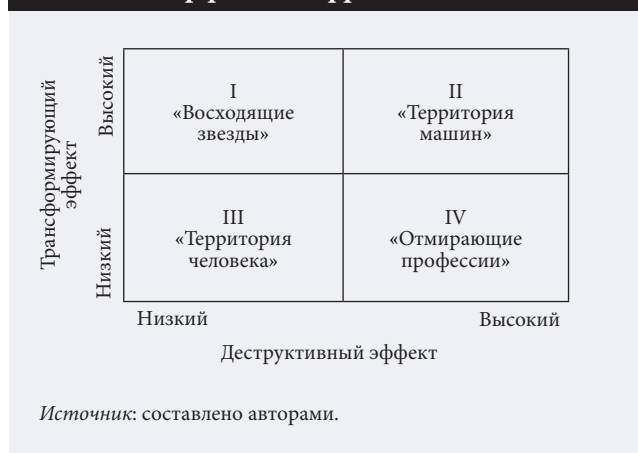 Трансформирующий
эффект
Высокий
Низкий
I
«Восходящие
звезды»
II
«Территория
машин»
III
«Территория
человека»
IV
«Отмирающие
профессии»
Низкий
Высокий
Деструктивный эффект
Источник: составлено авторами.